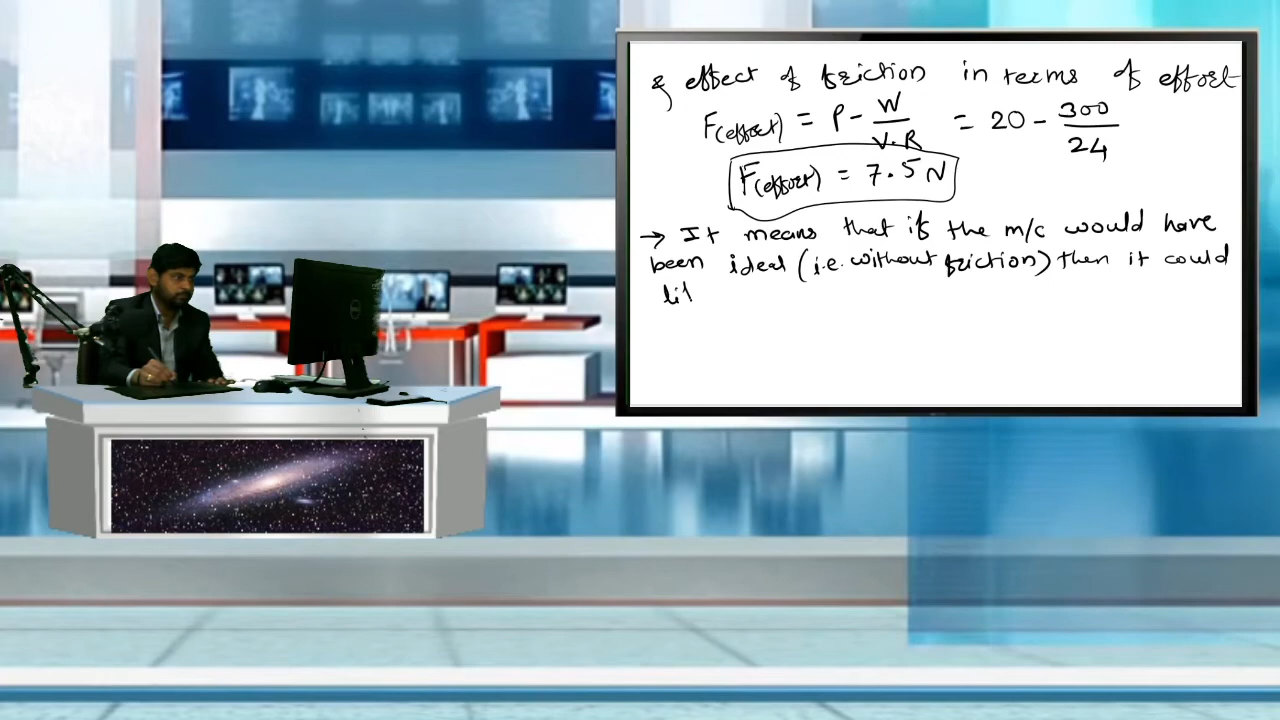 & effect of friction in terms of effort
F(effort) = P - W/V.R = 20 - 300/24
F(effort) = 7.5 N
→ It means that if the m/c would have
been ideal (i.e. without friction) then it could
lif